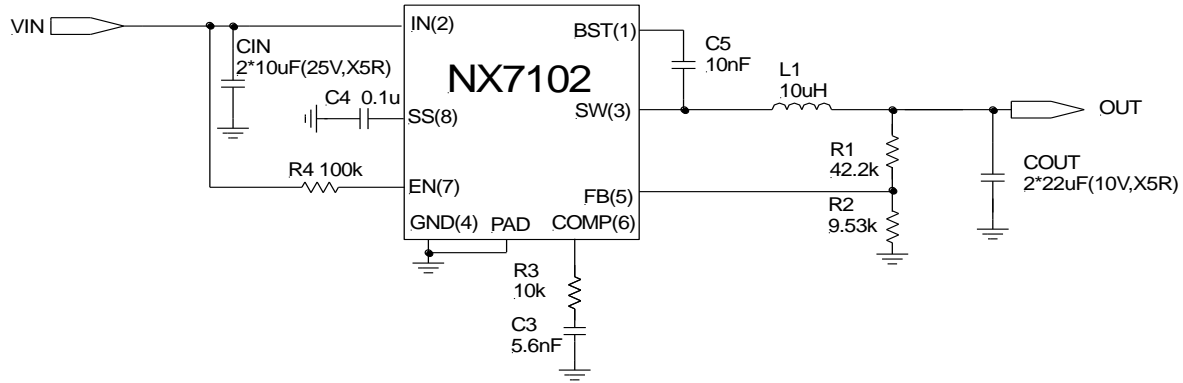 VIN
CIN
2*10uF(25V,X5R)
C4 0.1u
R4 100k
IN(2)
BST(1)
NX7102
SS(8)
SW(3)
EN(7)
FB(5)
GND(4)
PAD
COMP(6)
C5
10nF
L1
10uH
OUT
R1
42.2k
COUT
2*22uF(10V,X5R)
R2
9.53k
R3
10k
C3
5.6nF